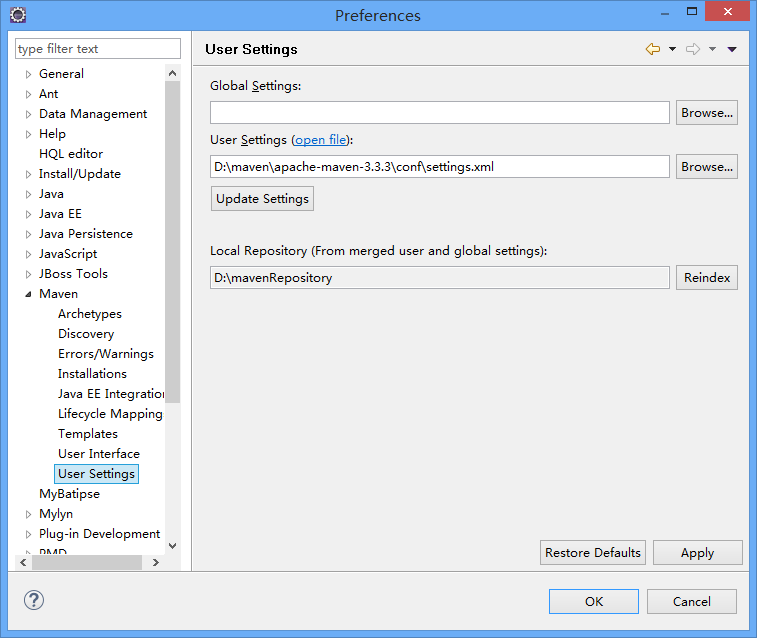 Preferences
type filter text
General
Ant
Data Management
Help
HQL editor
Install/Update
Java
Java EE
Java Persistence
JavaScript
JBoss Tools
Maven
Archetypes
Discovery
Errors/Warnings
Installations
Java EE Integration
Lifecycle Mapping
Templates
User Interface
User Settings
MyBatipse
Mylyn
Plug-in Development
PMD
User Settings
Global Settings:
Browse...
User Settings (open file):
D:\maven\apache-maven-3.3.3\conf\settings.xml
Browse...
Update Settings
Local Repository (From merged user and global settings):
D:\mavenRepository
Reindex
Restore Defaults
Apply
OK
Cancel